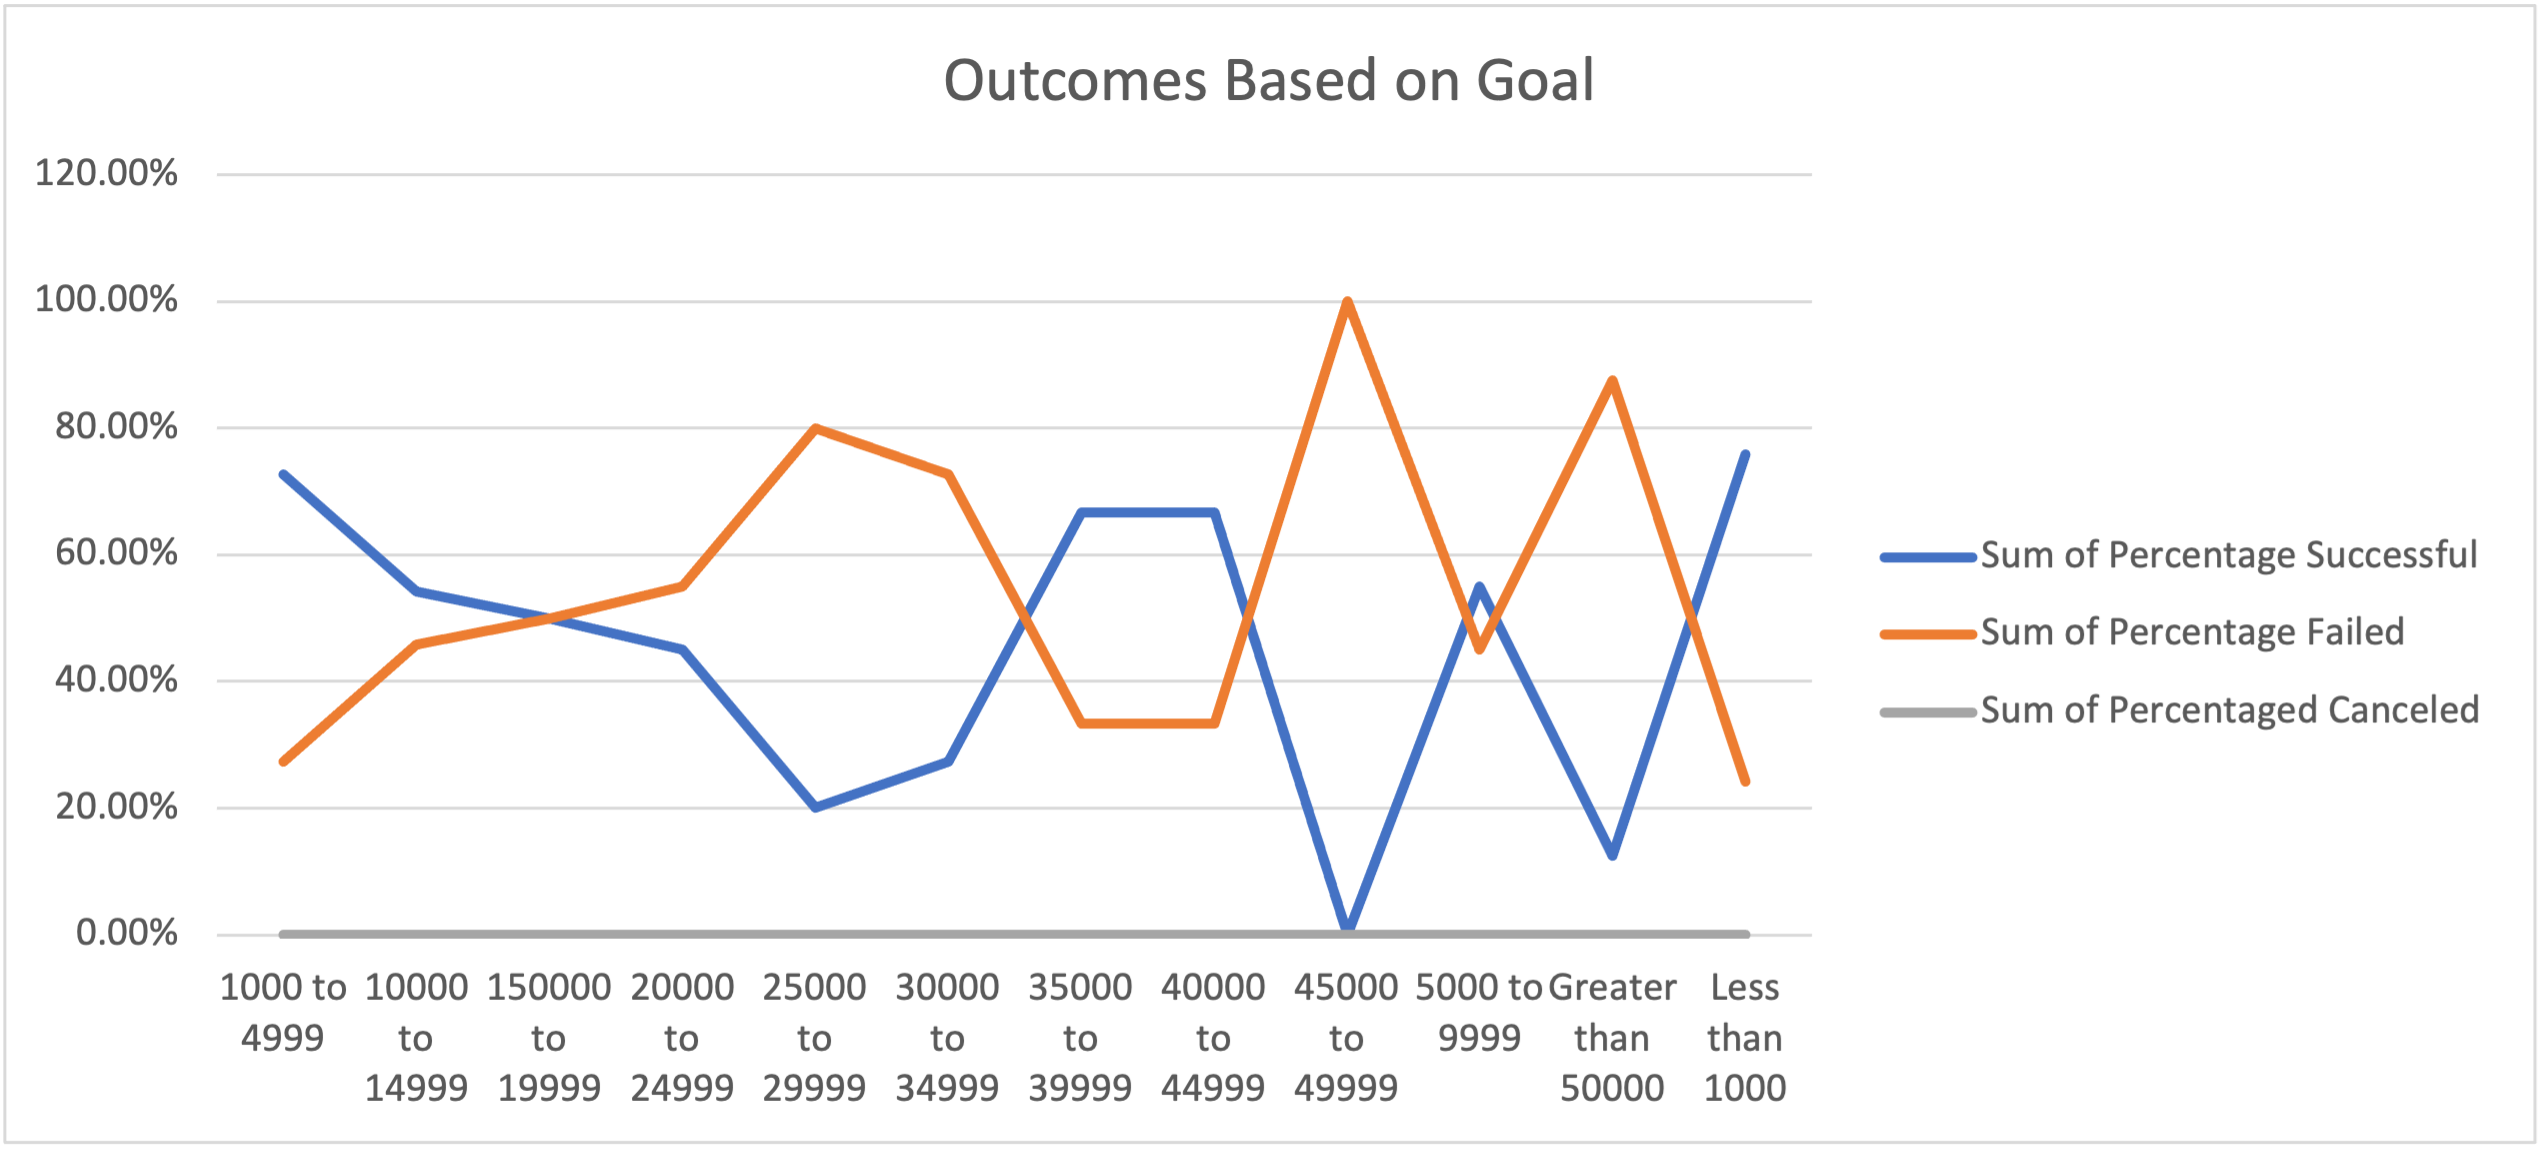 Outcomes Based on Goal
120.00%
100.00%
80.00%
60.00%
40.00%
20.00%
0.00%
1000 to
4999
10000
to
14999
150000
to
19999
20000
to
24999
25000
to
29999
30000
to
34999
35000
to
39999
40000
to
44999
45000
to
49999
5000 to
9999
Greater
than
50000
Less
than
1000
Sum of Percentage Successful
Sum of Percentage Failed
Sum of Percentaged Canceled